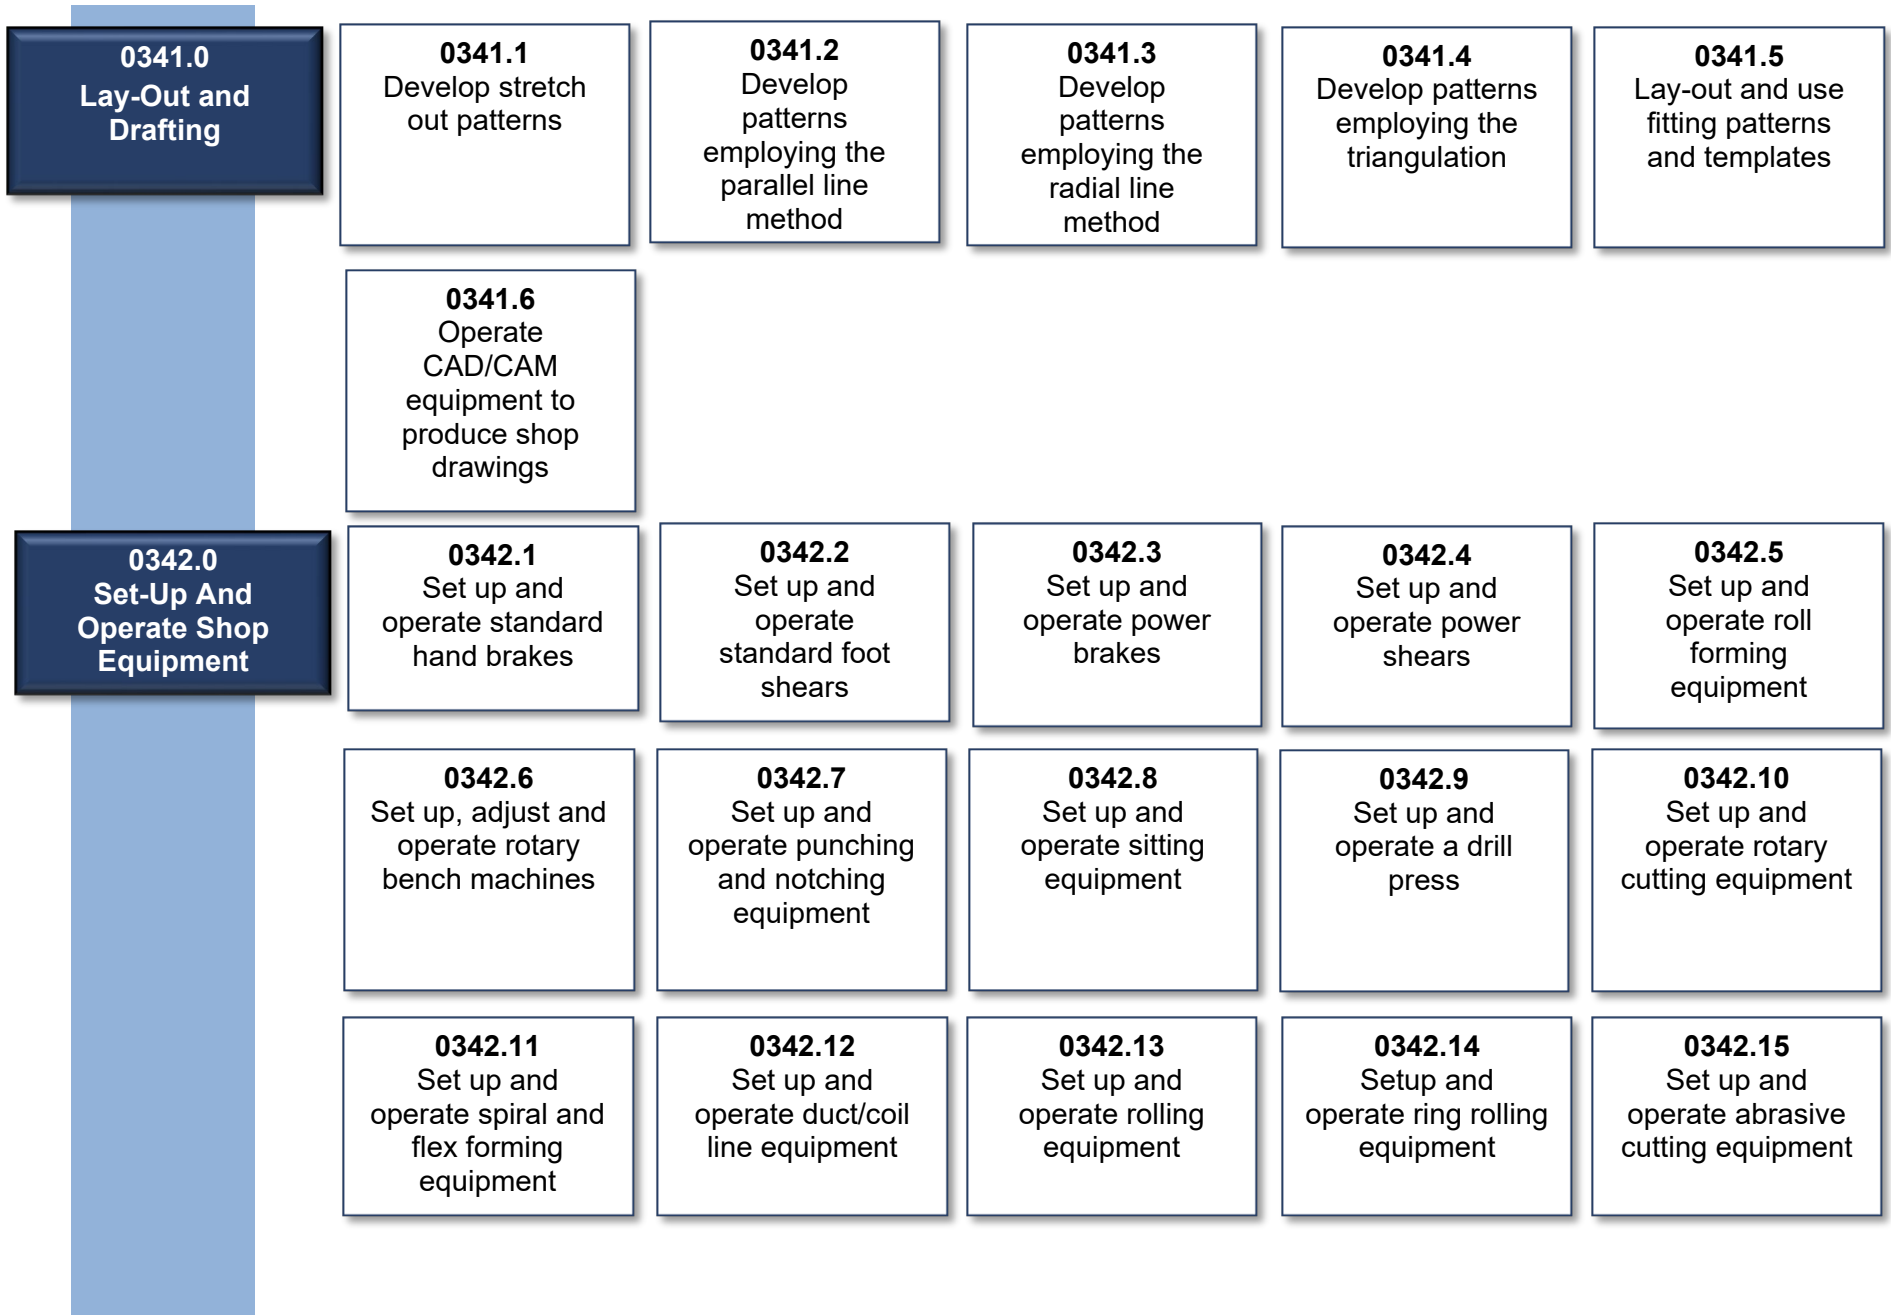 0341.0
Lay-Out and
Drafting
0341.1
Develop stretch
out patterns
0341.2
Develop
patterns
employing the
parallel line
method
0341.3
Develop
patterns
employing the
radial line
method
0341.4
Develop patterns
employing the
triangulation
0341.5
Lay-out and use
fitting patterns
and templates
0341.6
Operate
CAD/CAM
equipment to
produce shop
drawings
0342.0
Set-Up And
Operate Shop
Equipment
0342.1
Set up and
operate standard
hand brakes
0342.2
Set up and
operate
standard foot
shears
0342.3
Set up and
operate power
brakes
0342.4
Set up and
operate power
shears
0342.5
Set up and
operate roll
forming
equipment
0342.6
Set up, adjust and
operate rotary
bench machines
0342.7
Set up and
operate punching
and notching
equipment
0342.8
Set up and
operate sitting
equipment
0342.9
Set up and
operate a drill
press
0342.10
Set up and
operate rotary
cutting equipment
0342.11
Set up and
operate spiral and
flex forming
equipment
0342.12
Set up and
operate duct/coil
line equipment
0342.13
Set up and
operate rolling
equipment
0342.14
Setup and
operate ring rolling
equipment
0342.15
Set up and
operate abrasive
cutting equipment